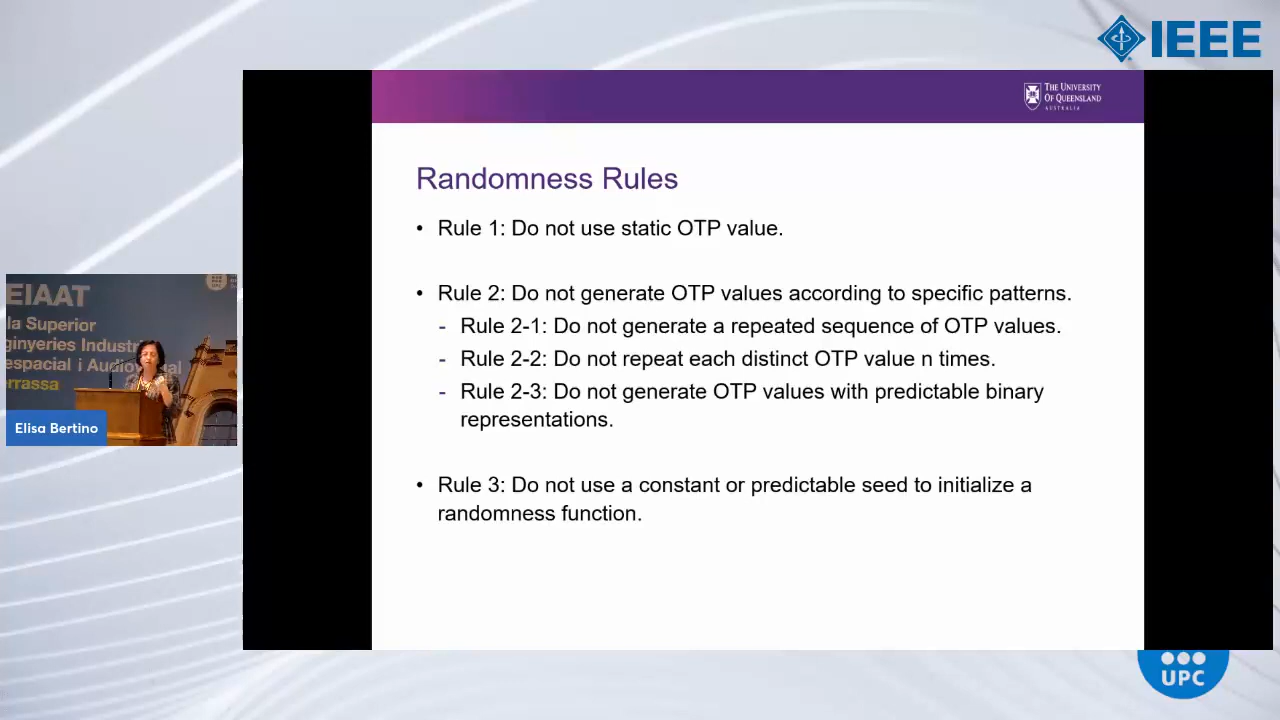 IEEE
THE UNIVERSITY
OF QUEENSLAND
AUSTRALIA
Randomness Rules
• Rule 1: Do not use static OTP value.
• Rule 2: Do not generate OTP values according to specific patterns.
- Rule 2-1: Do not generate a repeated sequence of OTP values.
- Rule 2-2: Do not repeat each distinct OTP value n times.
- Rule 2-3: Do not generate OTP values with predictable binary
representations.
• Rule 3: Do not use a constant or predictable seed to initialize a
randomness function.
EIAAT
la Superior
ginyeries Industr
espacial i Audiov al
errassa
Elisa Bertino
UPC